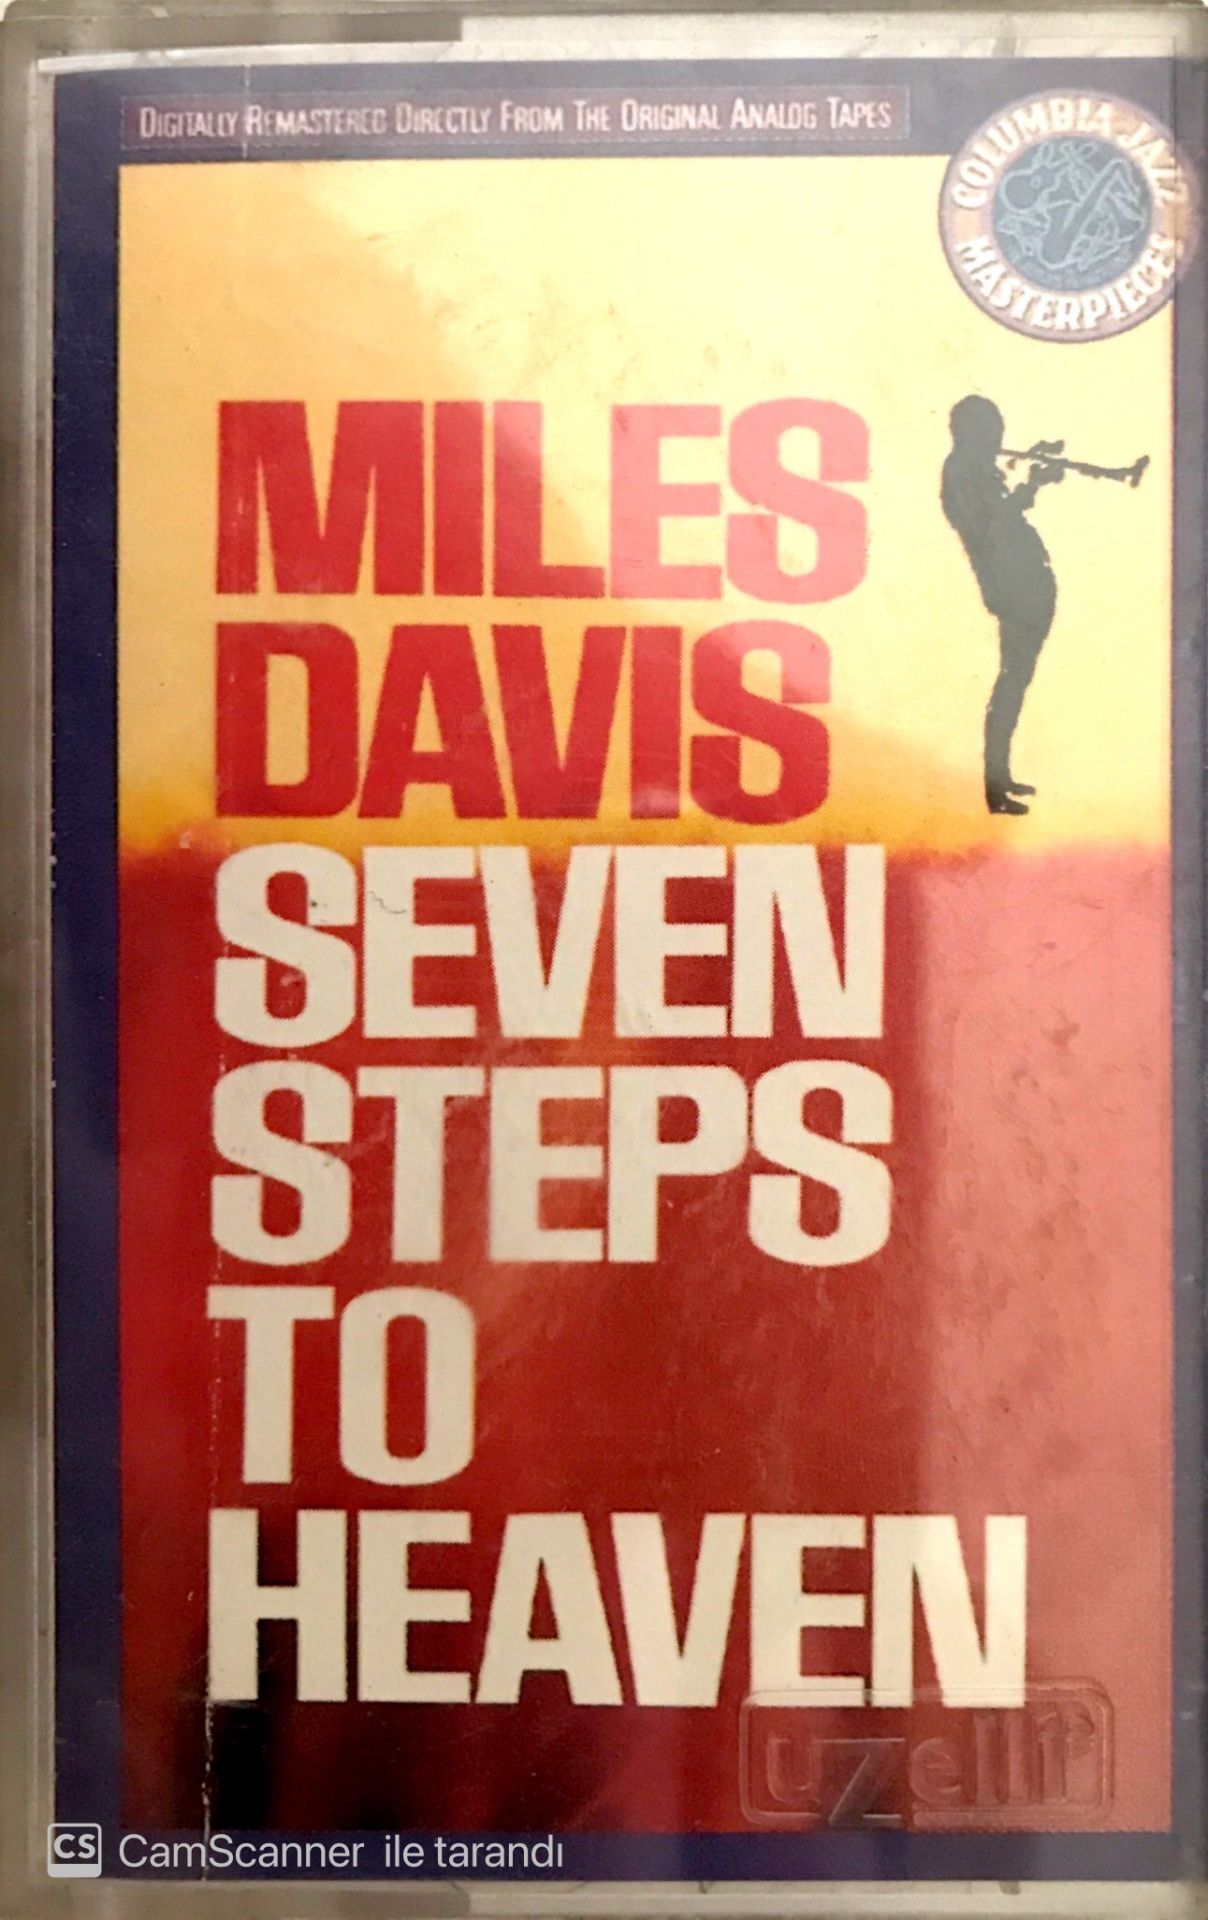 DIGITALLY REMASTERED DIRECTLY FROM THE ORIGINAL ANALOG TAPES
COLUMBIA JAZZ
MASTERPIECES
MILES
DAVIS
SEVEN
STEPS
TO
HEAVEN
uzelli
CS CamScanner ile tarandı